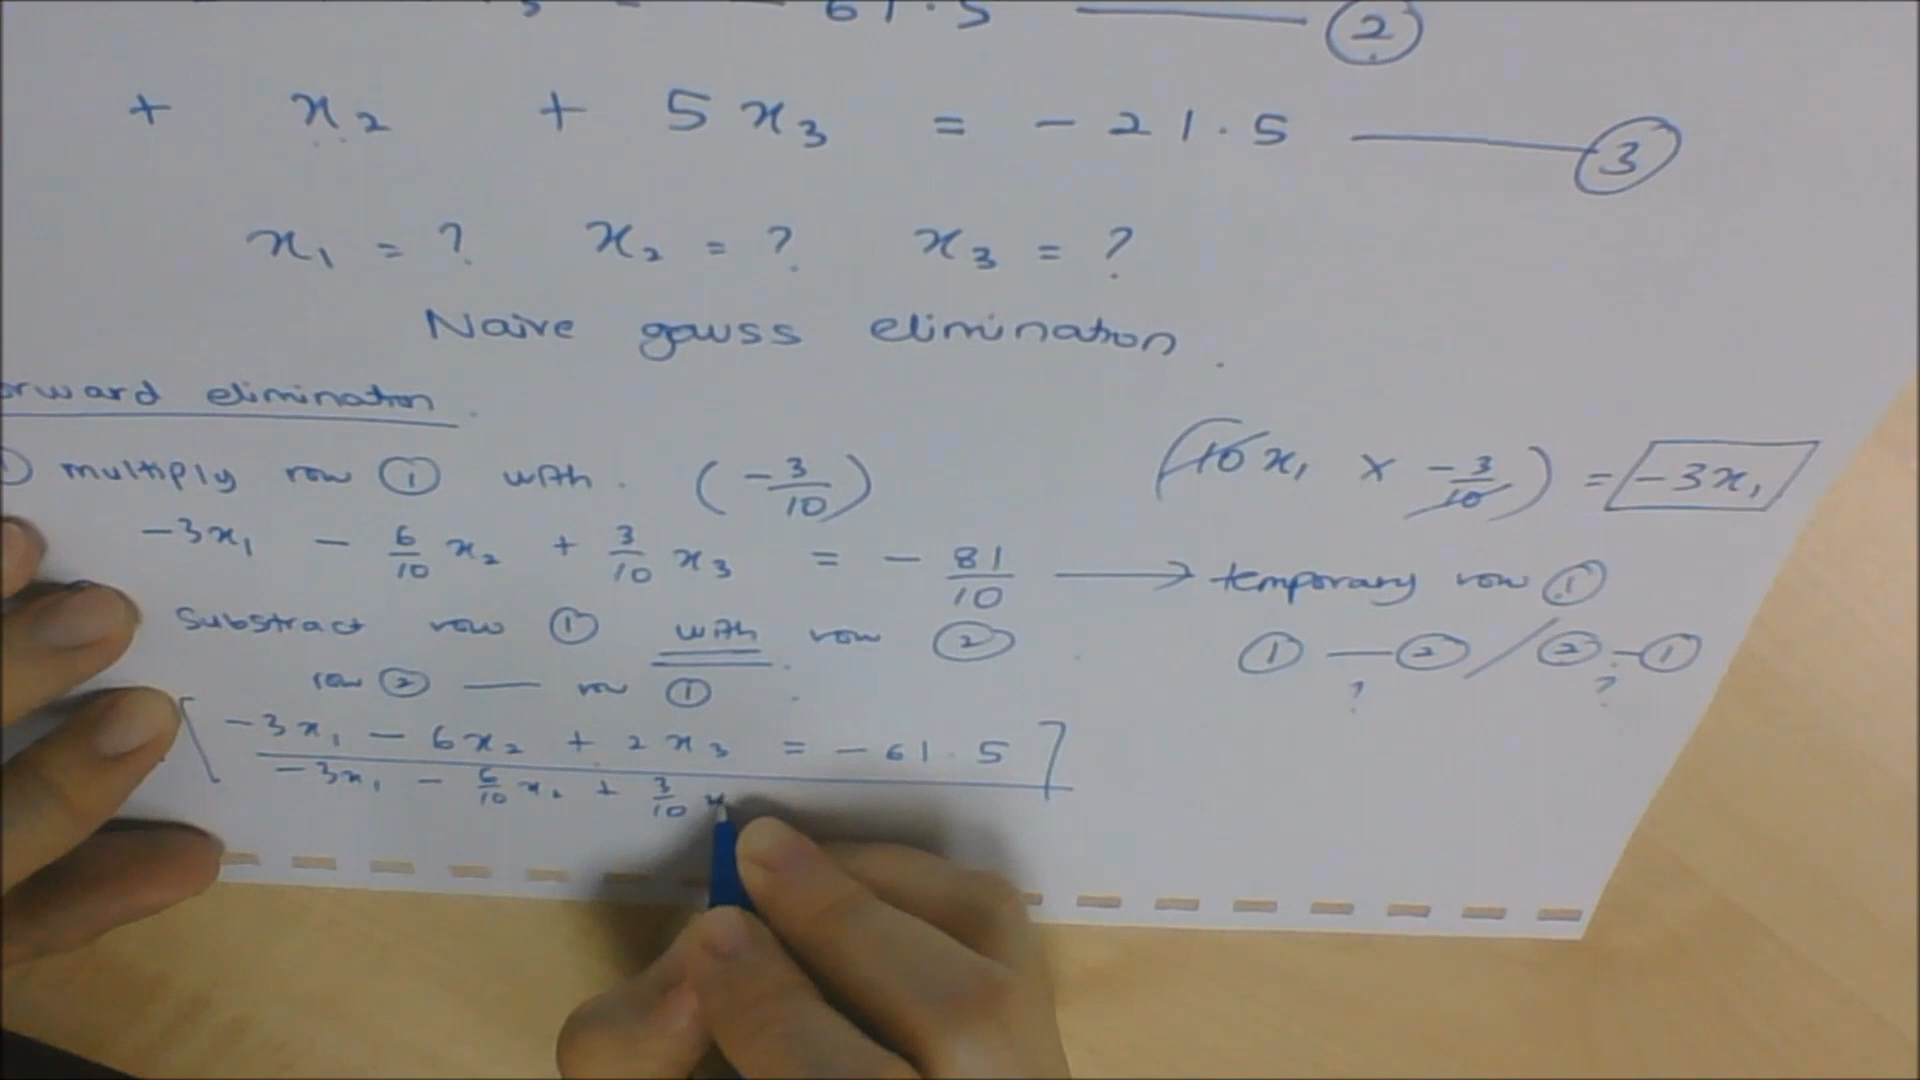 61.5 ②
+ x₂ + 5x₃ = -21.5 ③
x₁ = ? x₂ = ? x₃ = ?
Naive gauss elimination.
orward elimination.
① multiply row ① with. (-3/10) (10x₁ × -3/10) = -3x₁
-3x₁ - 6/10 x₂ + 3/10 x₃ = -81/10 → temporary row ①
Substract row ① with row ②. ① - ② / ② - ①
row ② - row ①. ? ?
[-3x₁ - 6x₂ + 2x₃ = -61.5]
-3x₁ - 6/10 x₂ + 3/10 x